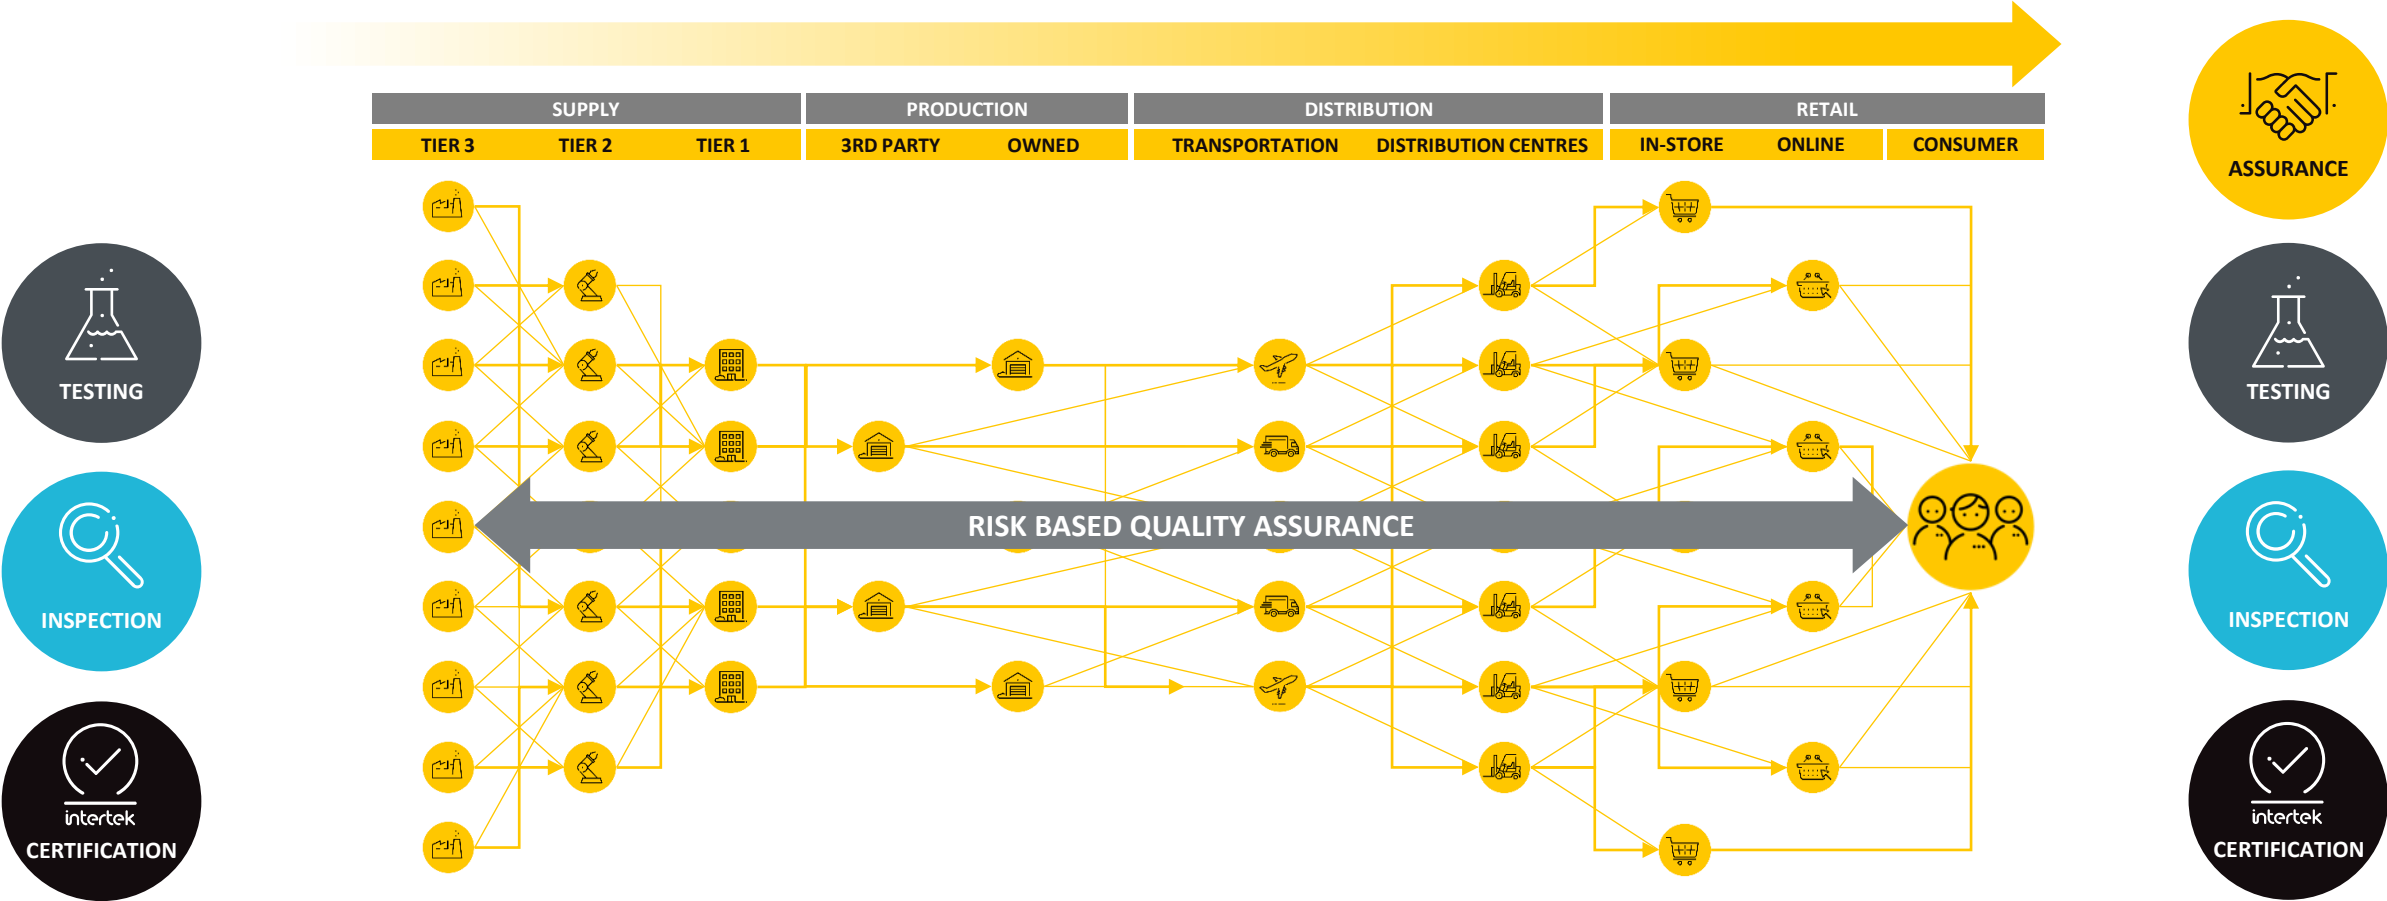 SUPPLY
PRODUCTION
DISTRIBUTION
RETAIL
TIER 3
TIER 2
TIER 1
3RD PARTY
OWNED
TRANSPORTATION
DISTRIBUTION CENTRES
IN-STORE
ONLINE
CONSUMER
RISK BASED QUALITY ASSURANCE
TESTING
INSPECTION
intertek
CERTIFICATION
ASSURANCE
TESTING
INSPECTION
intertek
CERTIFICATION